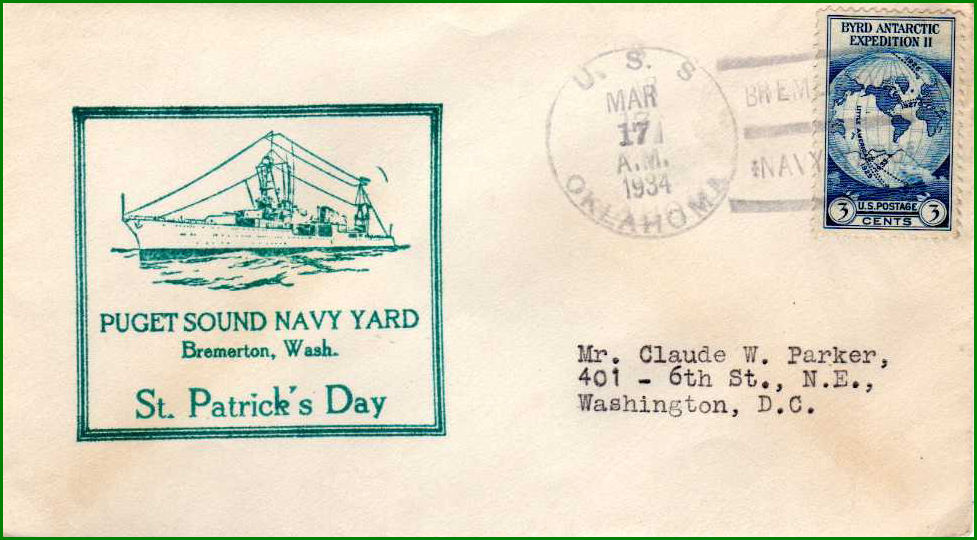 BYRD ANTARCTIC
EXPEDITION II
U.S. POSTAGE
3 CENTS 3
U. S. S.
MAR
17
A.M.
1934
OKLAHOMA
NAVY
PUGET SOUND NAVY YARD
Bremerton, Wash.
St. Patrick's Day
Mr. Claude W. Parker,
401 - 6th St., N.E.,
Washington, D.C.